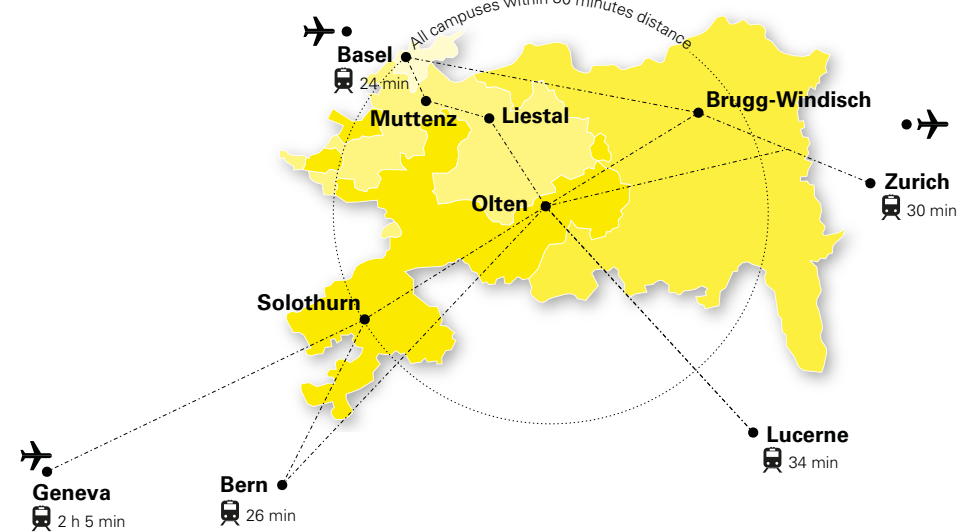 All campuses within 30 minutes distance
Basel
24 min
Muttenz
Liestal
Brugg-Windisch
Zurich
30 min
Olten
Solothurn
Lucerne
34 min
Geneva
2 h 5 min
Bern
26 min